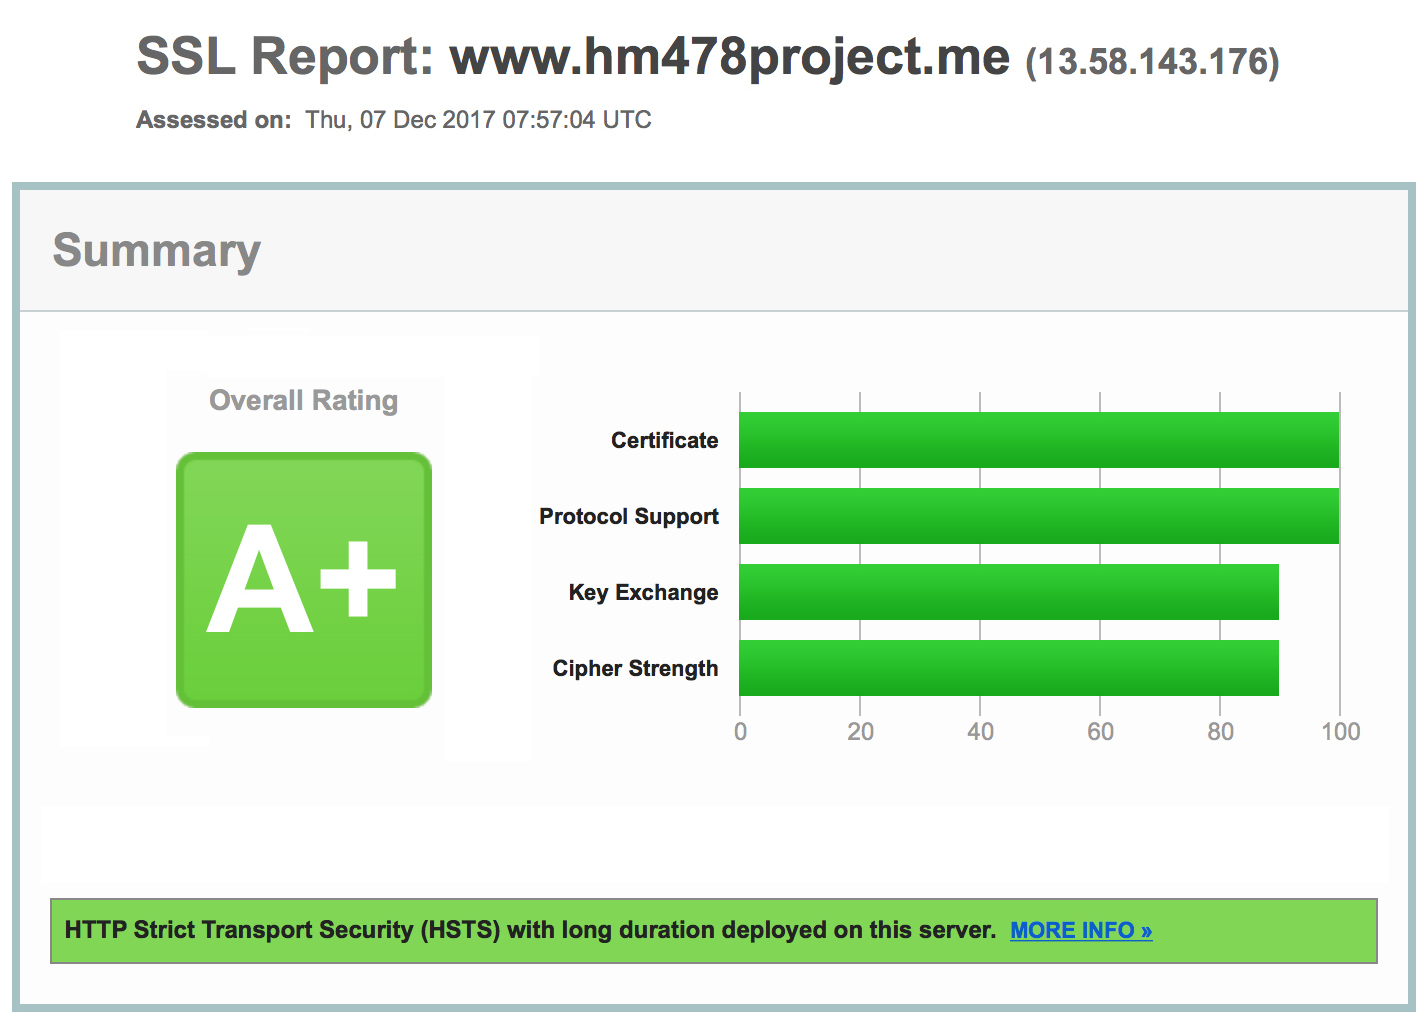 SSL Report: www.hm478project.me (13.58.143.176)
Assessed on: Thu, 07 Dec 2017 07:57:04 UTC
Summary
Overall Rating
A+
Certificate
Protocol Support
Key Exchange
Cipher Strength
0 20 40 60 80 100
HTTP Strict Transport Security (HSTS) with long duration deployed on this server. MORE INFO »